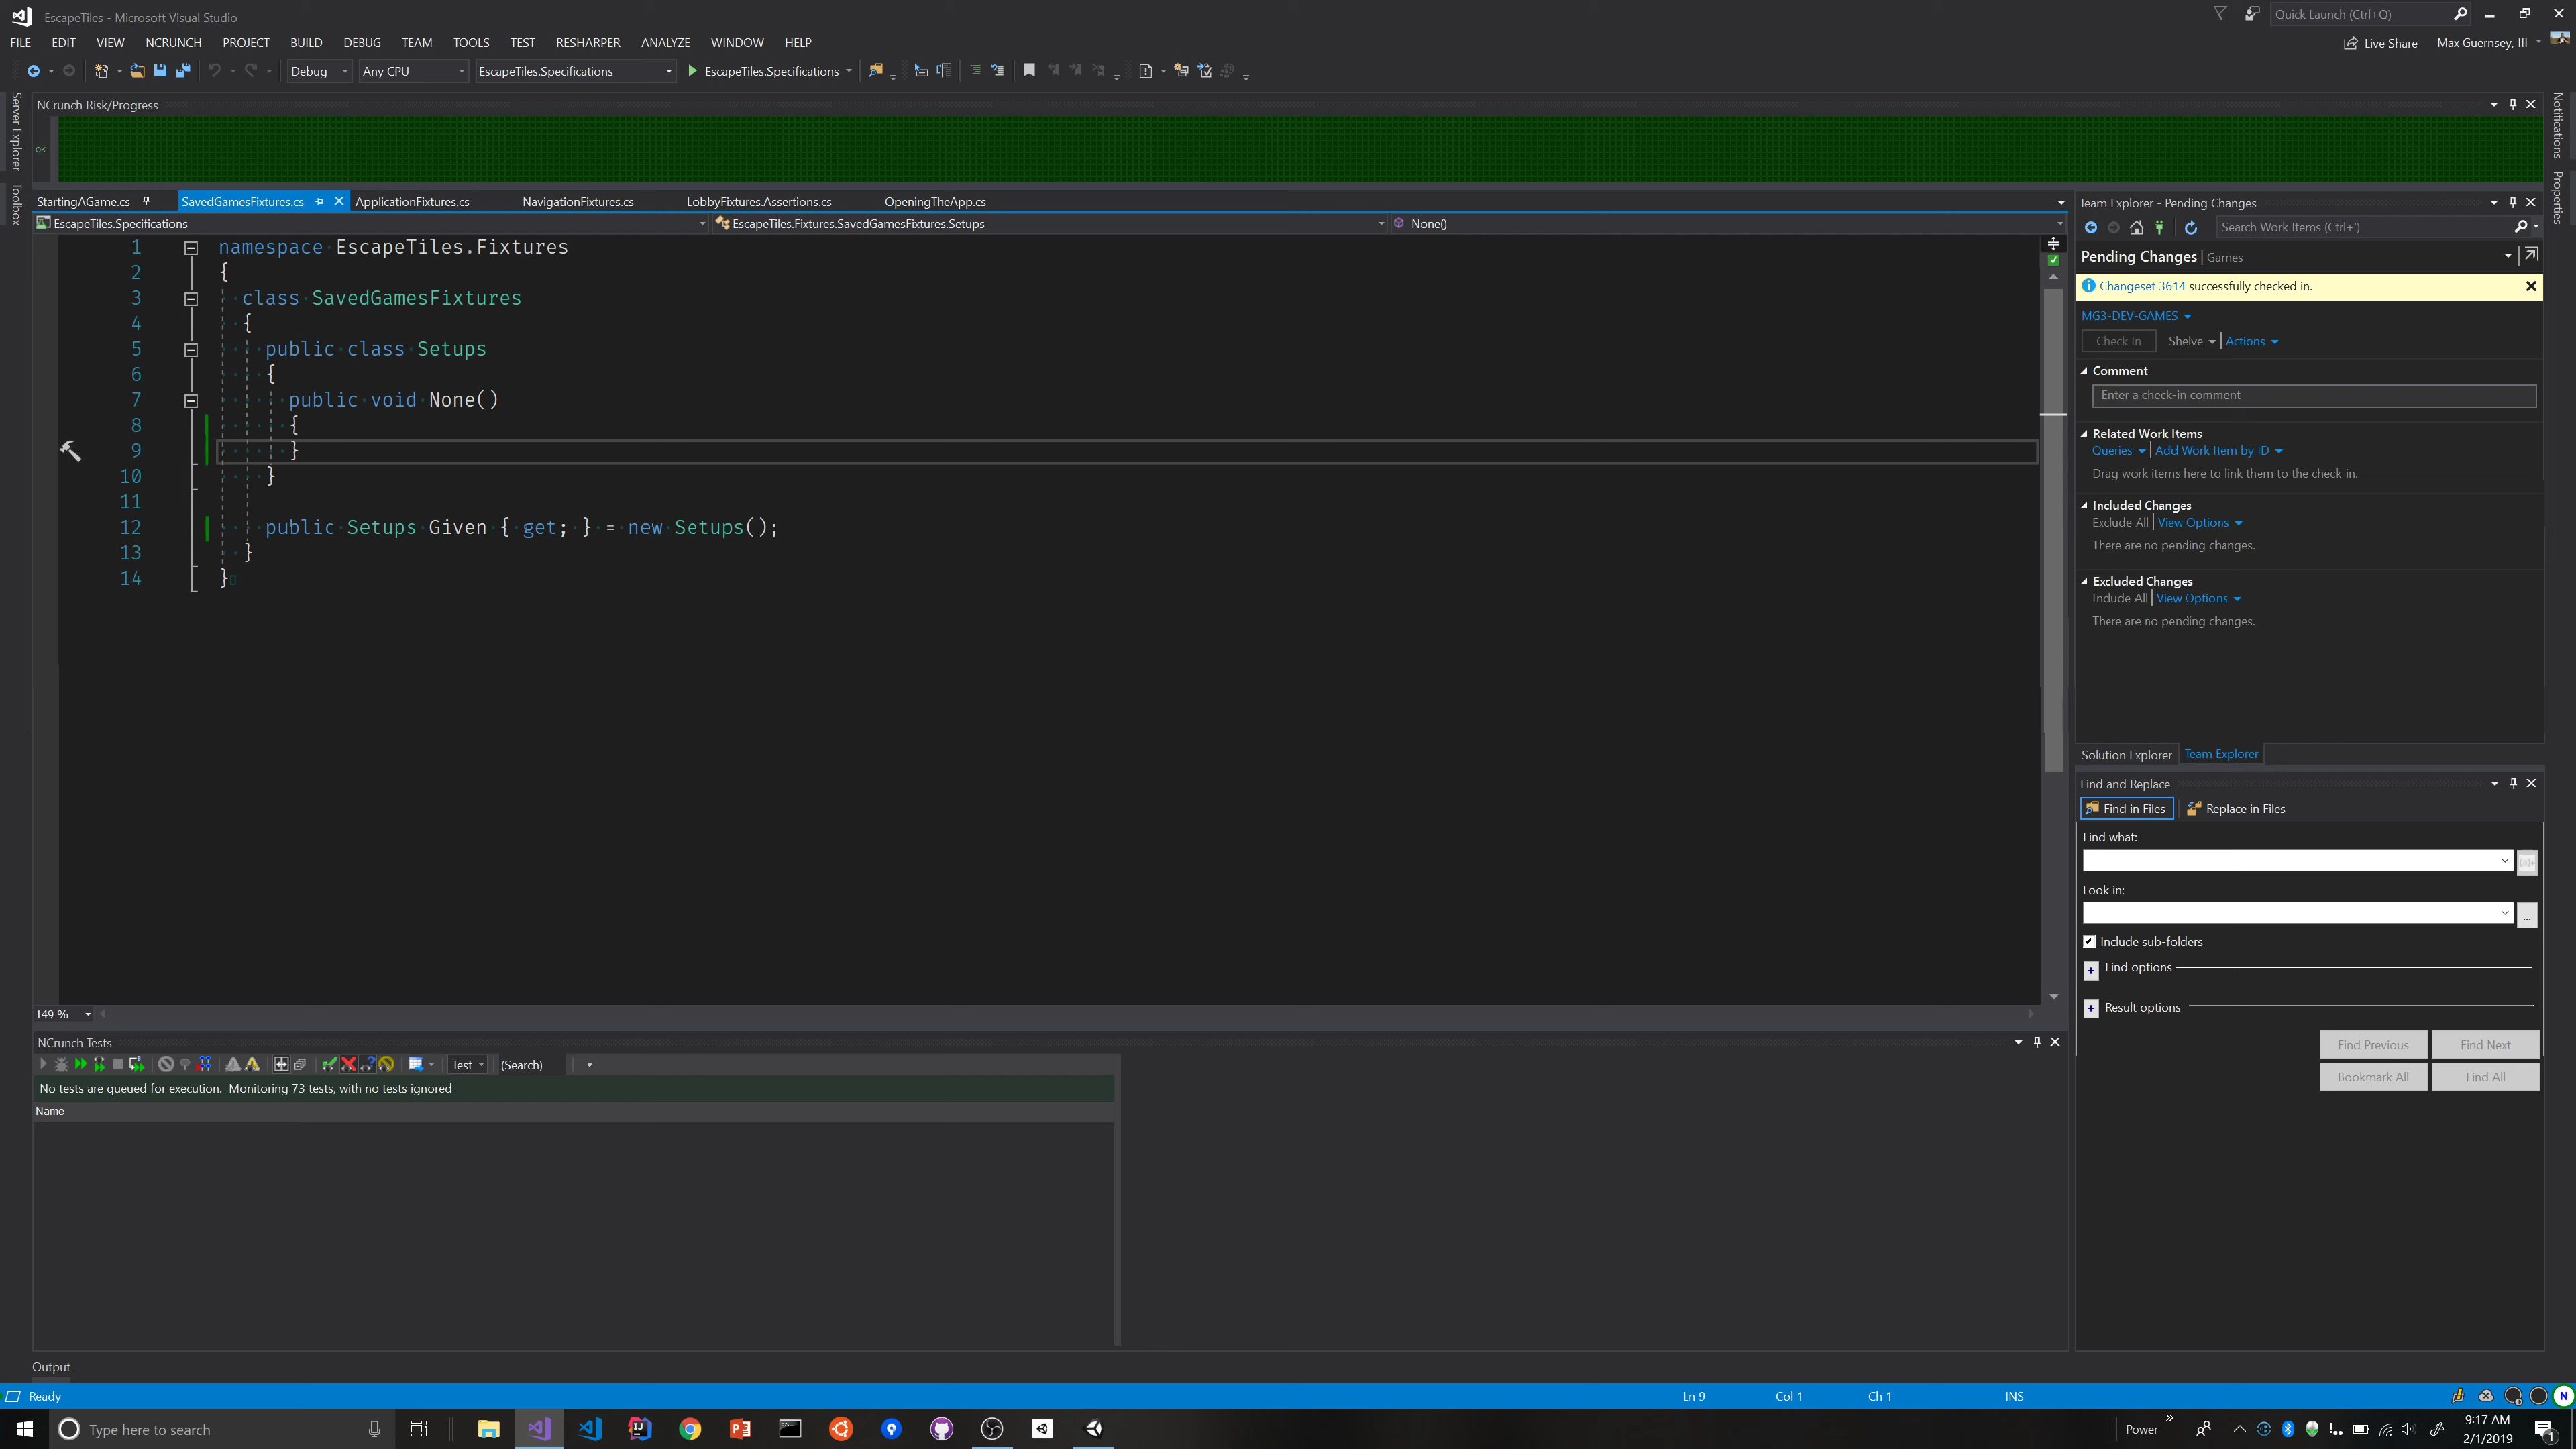 EscapeTiles - Microsoft Visual Studio
Quick Launch (Ctrl+Q)
FILE EDIT VIEW NCRUNCH PROJECT BUILD DEBUG TEAM TOOLS TEST RESHARPER ANALYZE WINDOW HELP
Live Share Max Guernsey, III
Debug Any CPU EscapeTiles.Specifications EscapeTiles.Specifications
Server Explorer
Toolbox
Notifications
Properties
NCrunch Risk/Progress
OK
StartingAGame.cs SavedGamesFixtures.cs ApplicationFixtures.cs NavigationFixtures.cs LobbyFixtures.Assertions.cs OpeningTheApp.cs
EscapeTiles.Specifications EscapeTiles.Fixtures.SavedGamesFixtures.Setups None()
1 namespace EscapeTiles.Fixtures
2 {
3 class SavedGamesFixtures
4 {
5 public class Setups
6 {
7 public void None()
8 {
9 }
10 }
11
12 public Setups Given { get; } = new Setups();
13 }
14 }
149 %
Team Explorer - Pending Changes
Search Work Items (Ctrl+')
Pending Changes | Games
Changeset 3614 successfully checked in.
MG3-DEV-GAMES
Check In Shelve Actions
Comment
Enter a check-in comment
Related Work Items
Queries Add Work Item by ID
Drag work items here to link them to the check-in.
Included Changes
Exclude All View Options
There are no pending changes.
Excluded Changes
Include All View Options
There are no pending changes.
Solution Explorer Team Explorer
Find and Replace
Find in Files Replace in Files
Find what:
Look in:
...
Include sub-folders
Find options
Result options
Find Previous Find Next
Bookmark All Find All
NCrunch Tests
Test (Search)
No tests are queued for execution. Monitoring 73 tests, with no tests ignored
Name
Output
Ready Ln 9 Col 1 Ch 1 INS
N
Type here to search
Power
9:17 AM
2/1/2019
1